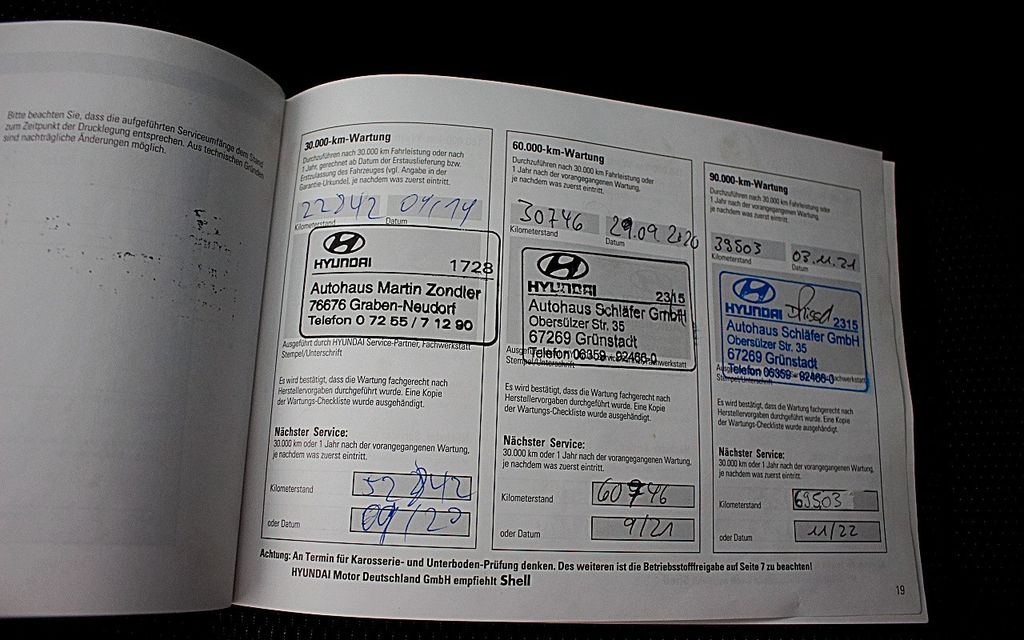 Bitte beachten Sie, dass die aufgeführten Serviceumfänge dem Stand
zum Zeitpunkt der Drucklegung entsprechen. Aus technischen Gründen
sind nachträgliche Änderungen möglich.
30.000-km-Wartung
Durchzuführen nach 30.000 km Fahrleistung oder nach
1 Jahr, gerechnet ab Datum der Erstauslieferung bzw.
Erstzulassung des Fahrzeuges (vgl. Angabe in der
Garantie-Urkunde), je nachdem was zuerst eintritt.
22842 09/19
Kilometerstand Datum
HYUNDAI 1728
Autohaus Martin Zondler
76676 Graben-Neudorf
Telefon 0 72 55 / 7 12 90
Ausgeführt durch HYUNDAI Service-Partner, Fachwerkstatt
Stempel/Unterschrift
Es wird bestätigt, dass die Wartung fachgerecht nach
Herstellervorgaben durchgeführt wurde. Eine Kopie
der Wartungs-Checkliste wurde ausgehändigt.
Nächster Service:
30.000 km oder 1 Jahr nach der vorangegangenen Wartung,
je nachdem was zuerst eintritt.
Kilometerstand 52842
oder Datum 09/20
60.000-km-Wartung
Durchzuführen nach 30.000 km Fahrleistung oder
1 Jahr nach der vorangegangenen Wartung,
je nachdem was zuerst eintritt.
30746 29.09 2020
Kilometerstand Datum
HYUNDAI 2315
Autohaus Schläfer GmbH
Obersülzer Str. 35
67269 Grünstadt
Telefon 06359 - 92466-0
Stempel/Unterschrift
Es wird bestätigt, dass die Wartung fachgerecht nach
Herstellervorgaben durchgeführt wurde. Eine Kopie
der Wartungs-Checkliste wurde ausgehändigt.
Nächster Service:
30.000 km oder 1 Jahr nach der vorangegangenen Wartung,
je nachdem was zuerst eintritt.
Kilometerstand 60746
oder Datum 9/21
90.000-km-Wartung
Durchzuführen nach 30.000 km Fahrleistung oder
1 Jahr nach der vorangegangenen Wartung,
je nachdem was zuerst eintritt.
39503 03.11.21
Kilometerstand Datum
HYUNDAI 2315
Autohaus Schläfer GmbH
Obersülzer Str. 35
67269 Grünstadt
Telefon 06359 - 92466-0
Stempel/Unterschrift
Es wird bestätigt, dass die Wartung fachgerecht nach
Herstellervorgaben durchgeführt wurde. Eine Kopie
der Wartungs-Checkliste wurde ausgehändigt.
Nächster Service:
30.000 km oder 1 Jahr nach der vorangegangenen Wartung,
je nachdem was zuerst eintritt.
Kilometerstand 69503
oder Datum 11/22
Achtung: An Termin für Karosserie- und Unterboden-Prüfung denken. Des weiteren ist die Betriebsstofffreigabe auf Seite 7 zu beachten!
HYUNDAI Motor Deutschland GmbH empfiehlt Shell
19